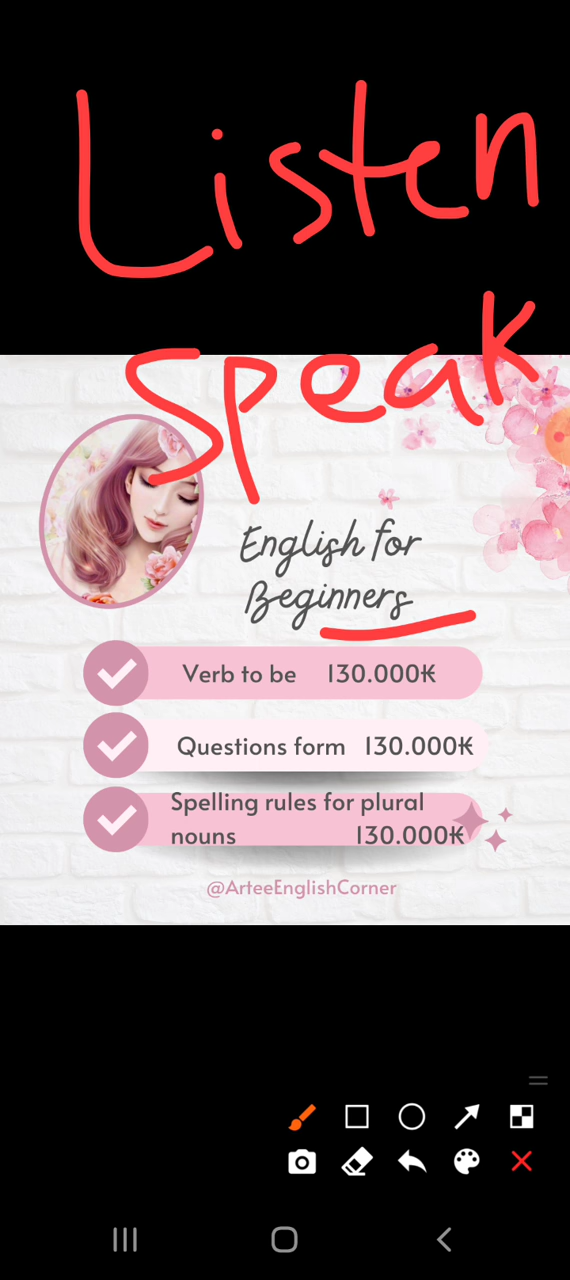 Listen
Speak
English for
Beginners
Verb to be 130.000₭
Questions form 130.000₭
Spelling rules for plural
nouns 130.000₭
@ArteeEnglishCorner